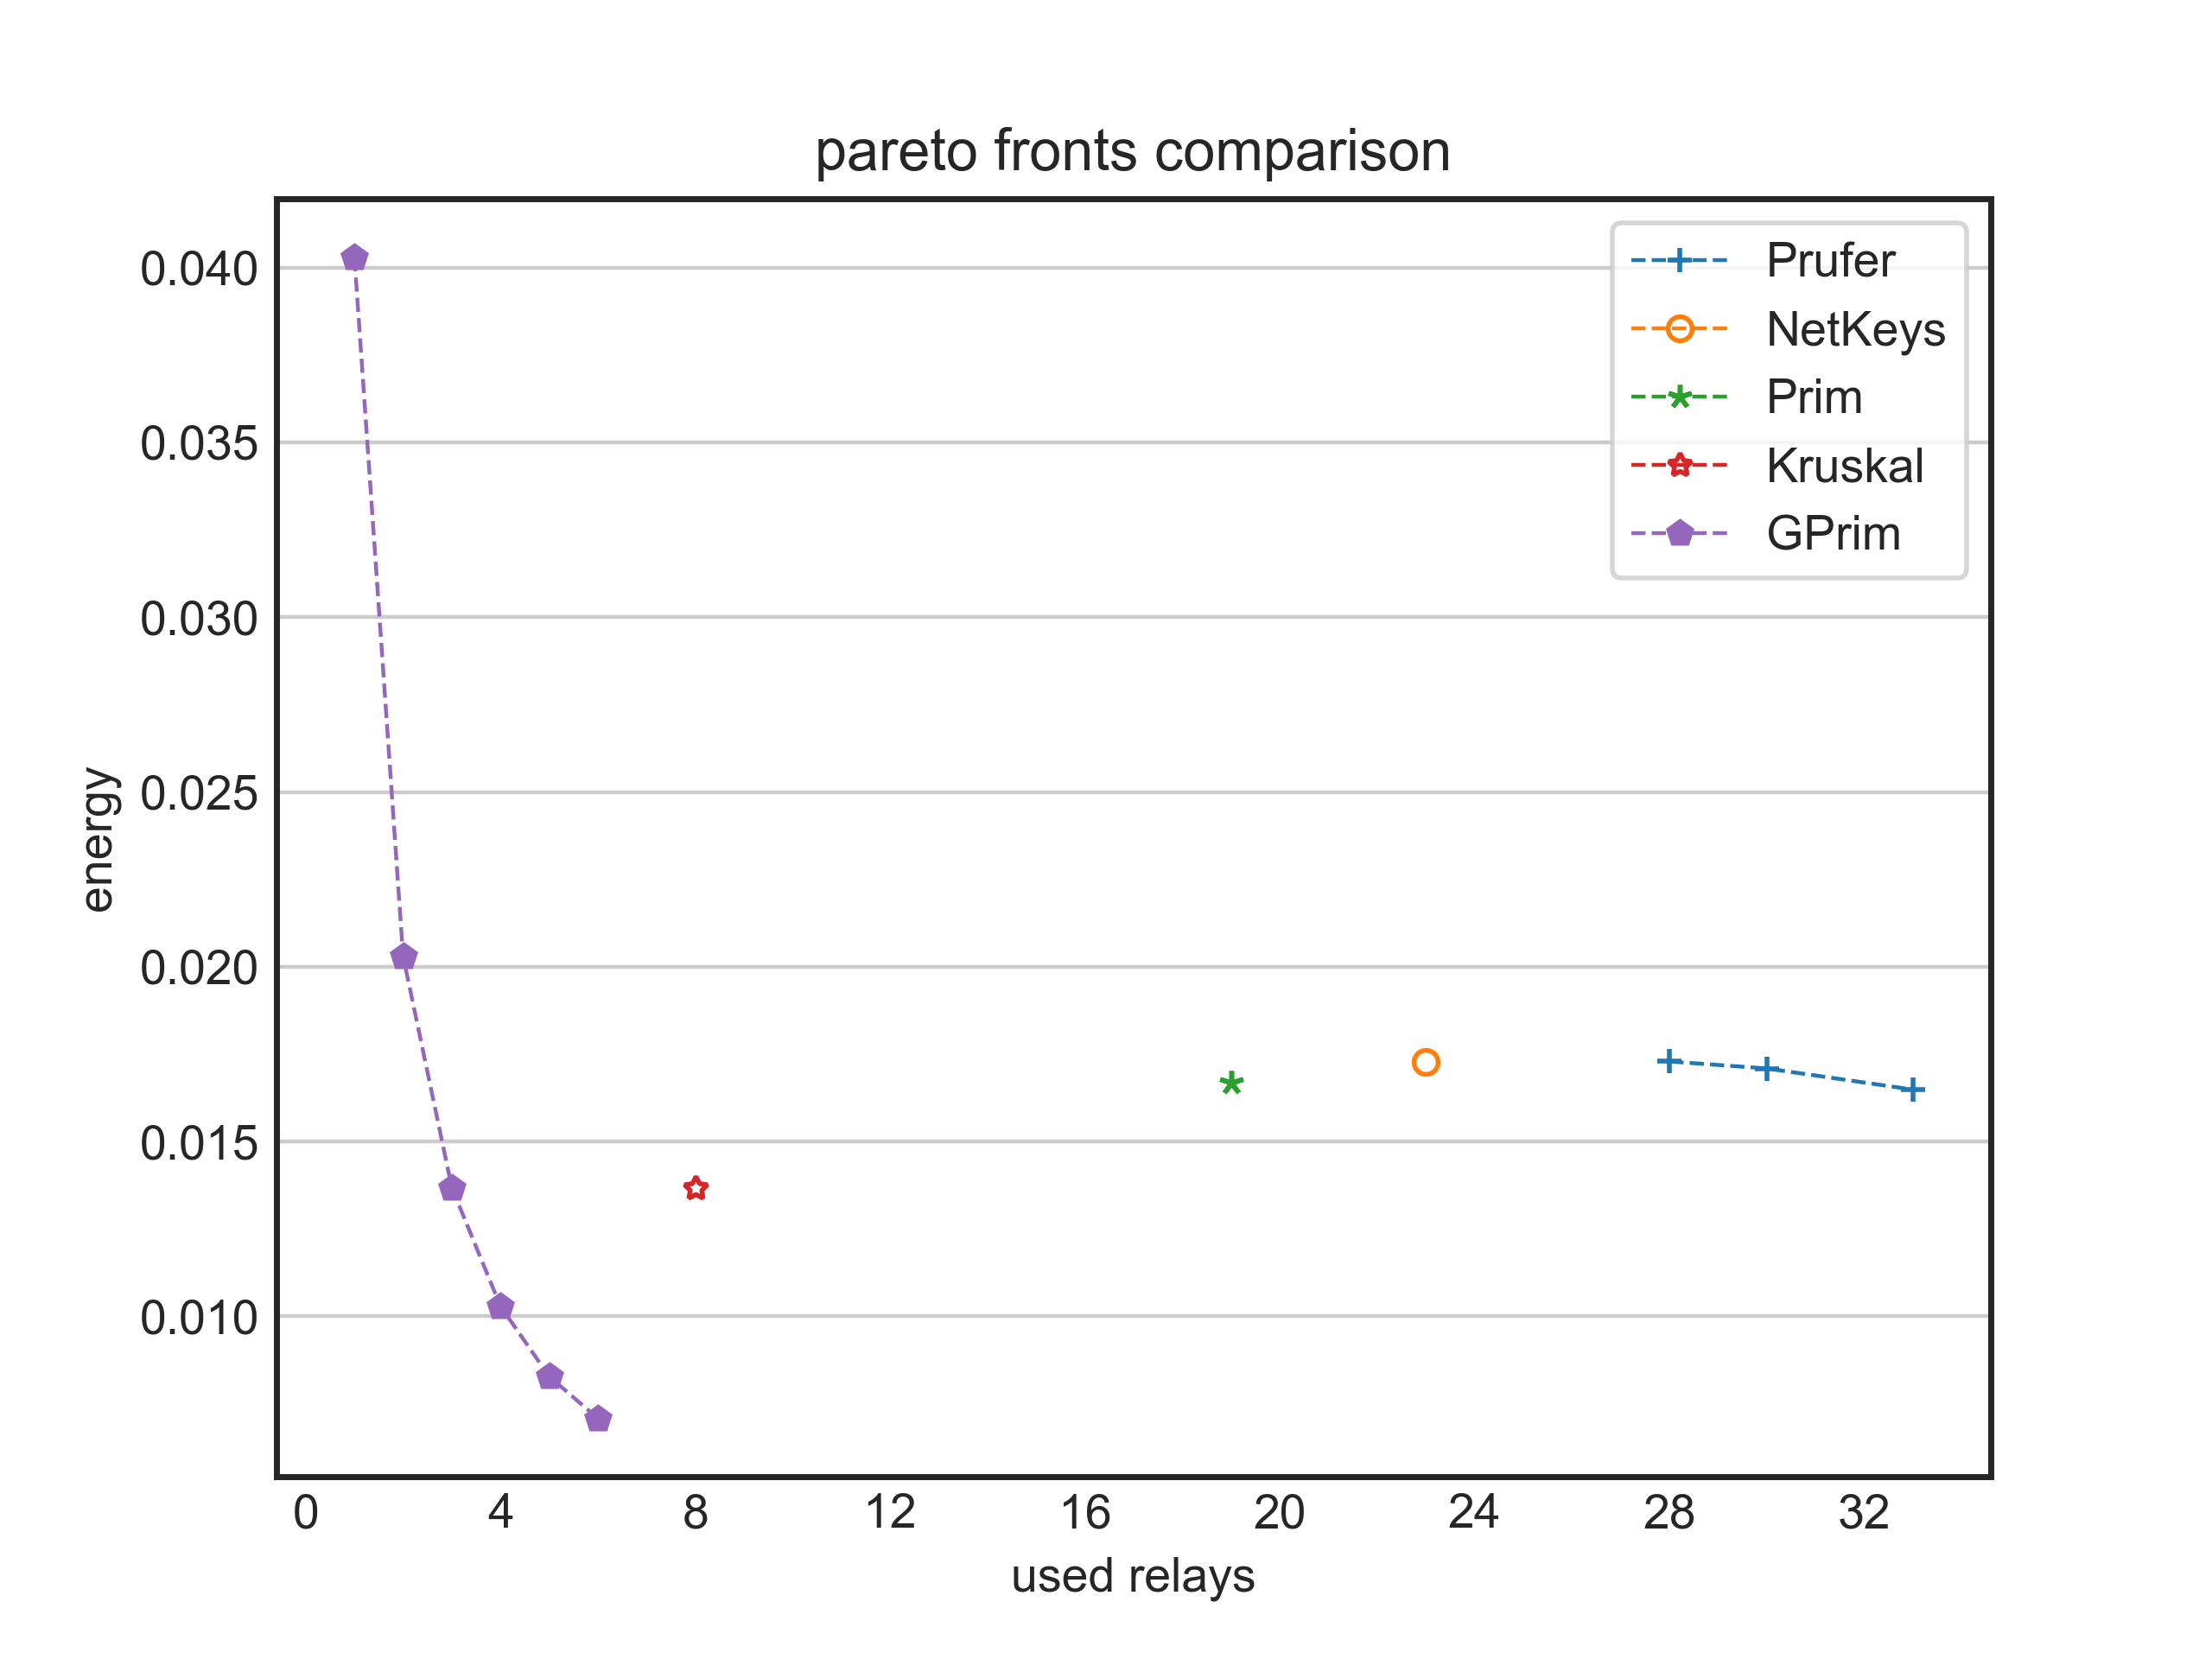 pareto fronts comparison
0.040
0.035
0.030
0.025
0.020
0.015
0.010
energy
Prufer
NetKeys
Prim
Kruskal
GPrim
0 4 8 12 16 20 24 28 32
used relays